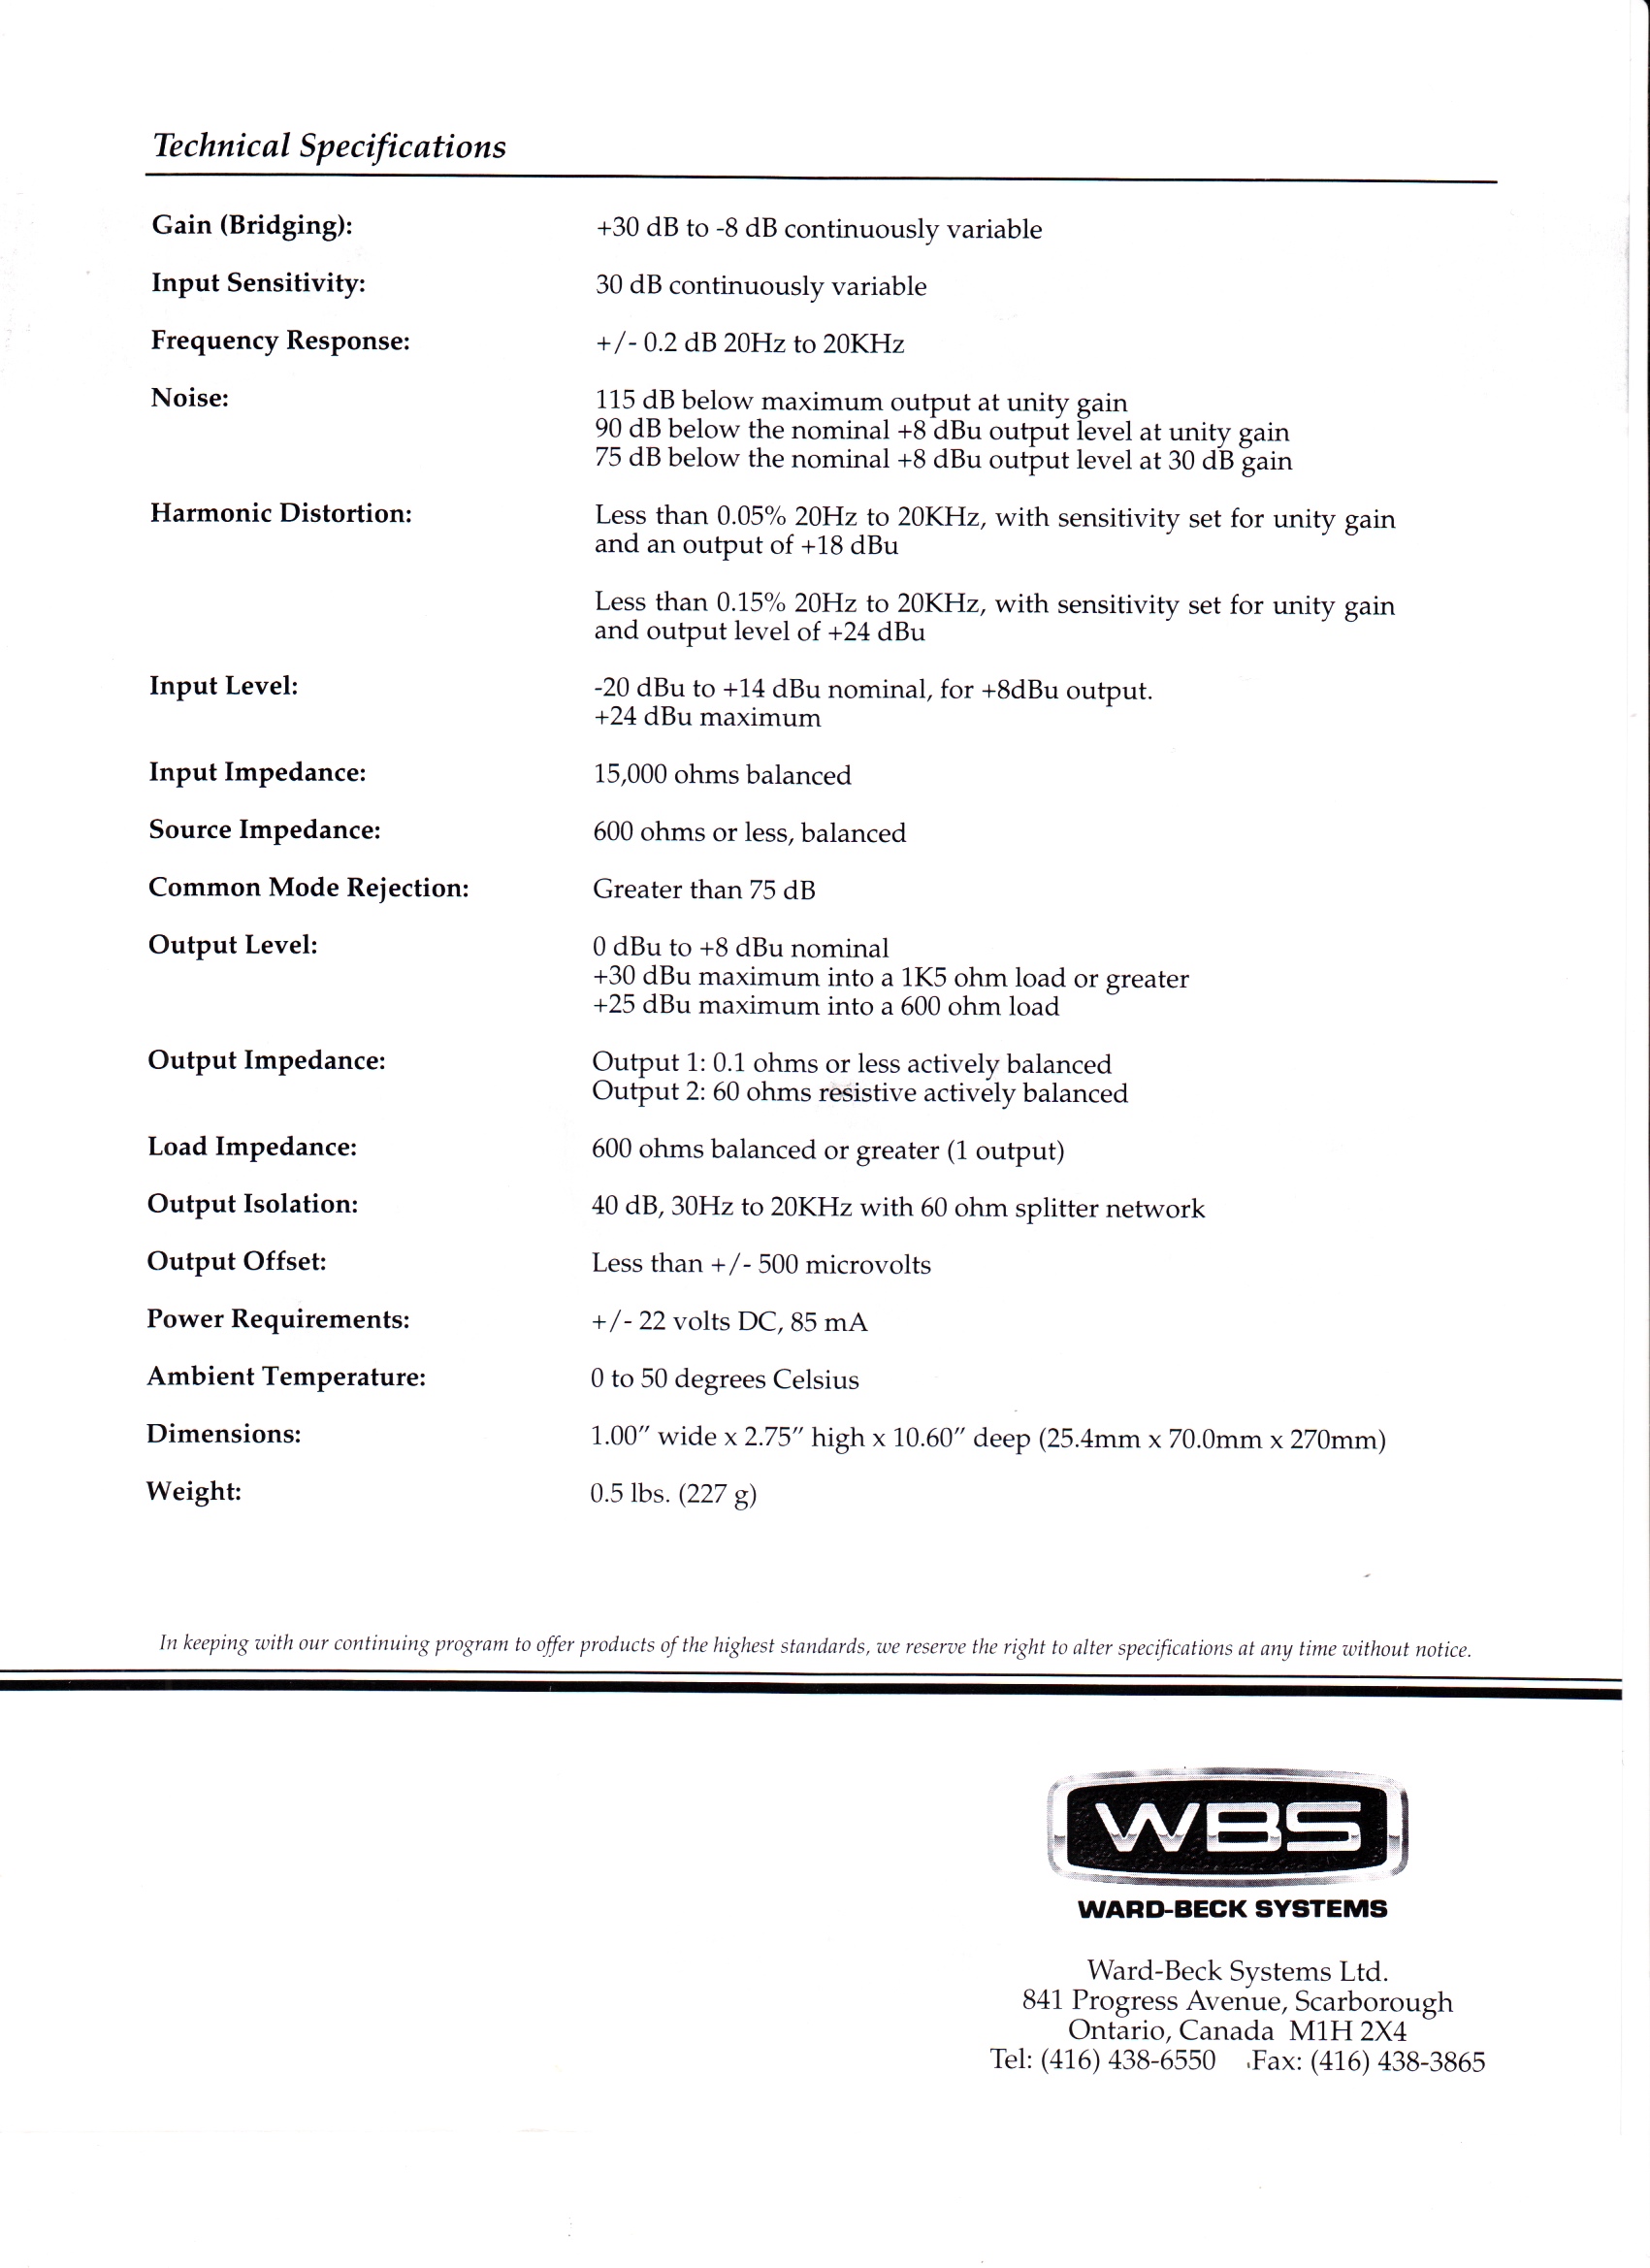 Technical Specifications
Gain (Bridging): +30 dB to -8 dB continuously variable
Input Sensitivity: 30 dB continuously variable
Frequency Response: +/- 0.2 dB 20Hz to 20KHz
Noise: 115 dB below maximum output at unity gain
90 dB below the nominal +8 dBu output level at unity gain
75 dB below the nominal +8 dBu output level at 30 dB gain
Harmonic Distortion: Less than 0.05% 20Hz to 20KHz, with sensitivity set for unity gain
and an output of +18 dBu
Less than 0.15% 20Hz to 20KHz, with sensitivity set for unity gain
and output level of +24 dBu
Input Level: -20 dBu to +14 dBu nominal, for +8dBu output.
+24 dBu maximum
Input Impedance: 15,000 ohms balanced
Source Impedance: 600 ohms or less, balanced
Common Mode Rejection: Greater than 75 dB
Output Level: 0 dBu to +8 dBu nominal
+30 dBu maximum into a 1K5 ohm load or greater
+25 dBu maximum into a 600 ohm load
Output Impedance: Output 1: 0.1 ohms or less actively balanced
Output 2: 60 ohms resistive actively balanced
Load Impedance: 600 ohms balanced or greater (1 output)
Output Isolation: 40 dB, 30Hz to 20KHz with 60 ohm splitter network
Output Offset: Less than +/- 500 microvolts
Power Requirements: +/- 22 volts DC, 85 mA
Ambient Temperature: 0 to 50 degrees Celsius
Dimensions: 1.00″ wide x 2.75″ high x 10.60″ deep (25.4mm x 70.0mm x 270mm)
Weight: 0.5 lbs. (227 g)
In keeping with our continuing program to offer products of the highest standards, we reserve the right to alter specifications at any time without notice.
WBS
WARD-BECK SYSTEMS
Ward-Beck Systems Ltd.
841 Progress Avenue, Scarborough
Ontario, Canada M1H 2X4
Tel: (416) 438-6550 Fax: (416) 438-3865